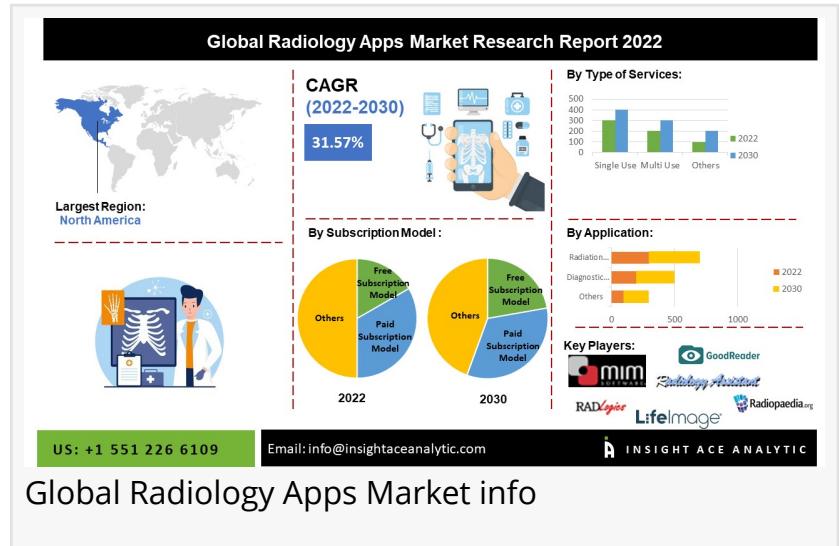 Global Radiology Apps Market Research Report 2022
Largest Region:
North America
CAGR
(2022-2030)
31.57%
By Type of Services:
500
400
300
200
100
0
Single Use
Multi Use
Others
2022
2030
By Subscription Model :
Free
Subscription
Model
Paid
Subscription
Model
Others
2022
Free
Subscription
Model
Paid
Subscription
Model
Others
2030
By Application:
Radiation...
Diagnostic...
Others
0
500
1000
2022
2030
Key Players:
mim
SOFTWARE
GoodReader
Radiology Assistant
RADLogics
LifeImage
Radiopaedia.org
US: +1 551 226 6109
Email: info@insightaceanalytic.com
INSIGHT ACE ANALYTIC
Global Radiology Apps Market info